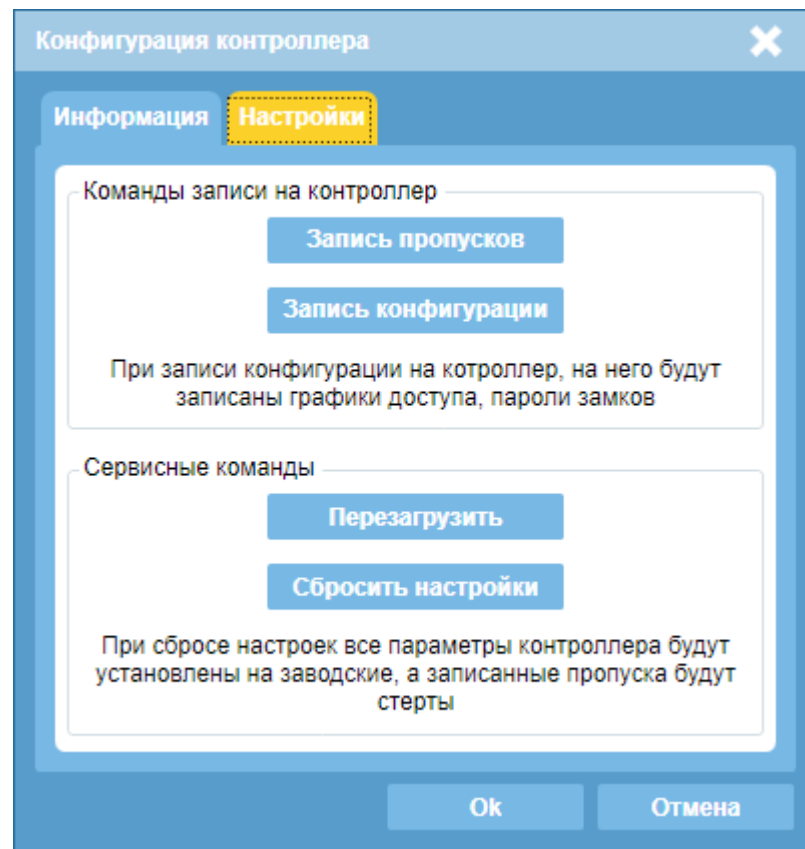 Конфигурация контроллера
Информация
Настройки
Команды записи на контроллер
Запись пропусков
Запись конфигурации
При записи конфигурации на котроллер, на него будут
записаны графики доступа, пароли замков
Сервисные команды
Перезагрузить
Сбросить настройки
При сбросе настроек все параметры контроллера будут
установлены на заводские, а записанные пропуска будут
стерты
Ok
Отмена